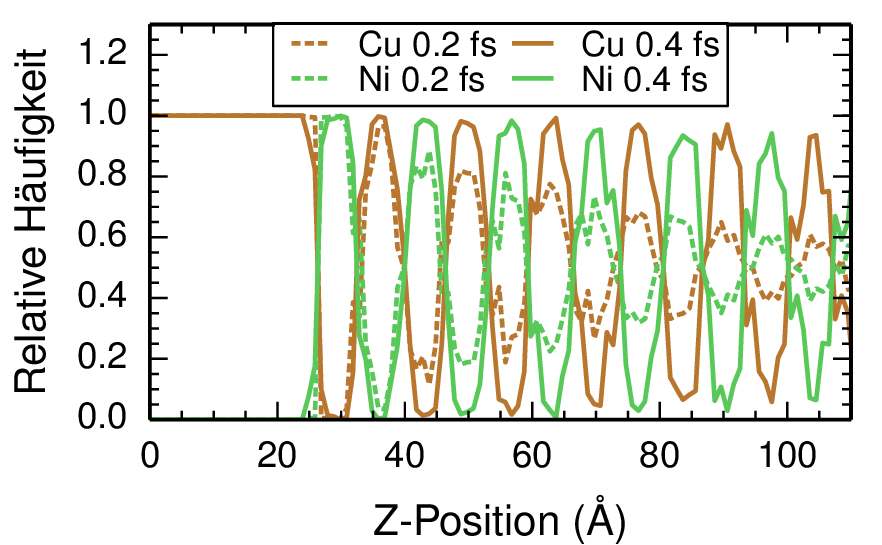 Cu 0.2 fs Cu 0.4 fs
Ni 0.2 fs Ni 0.4 fs
Relative Häufigkeit
1.2
1.0
0.8
0.6
0.4
0.2
0.0
0 20 40 60 80 100
Z-Position (Å)